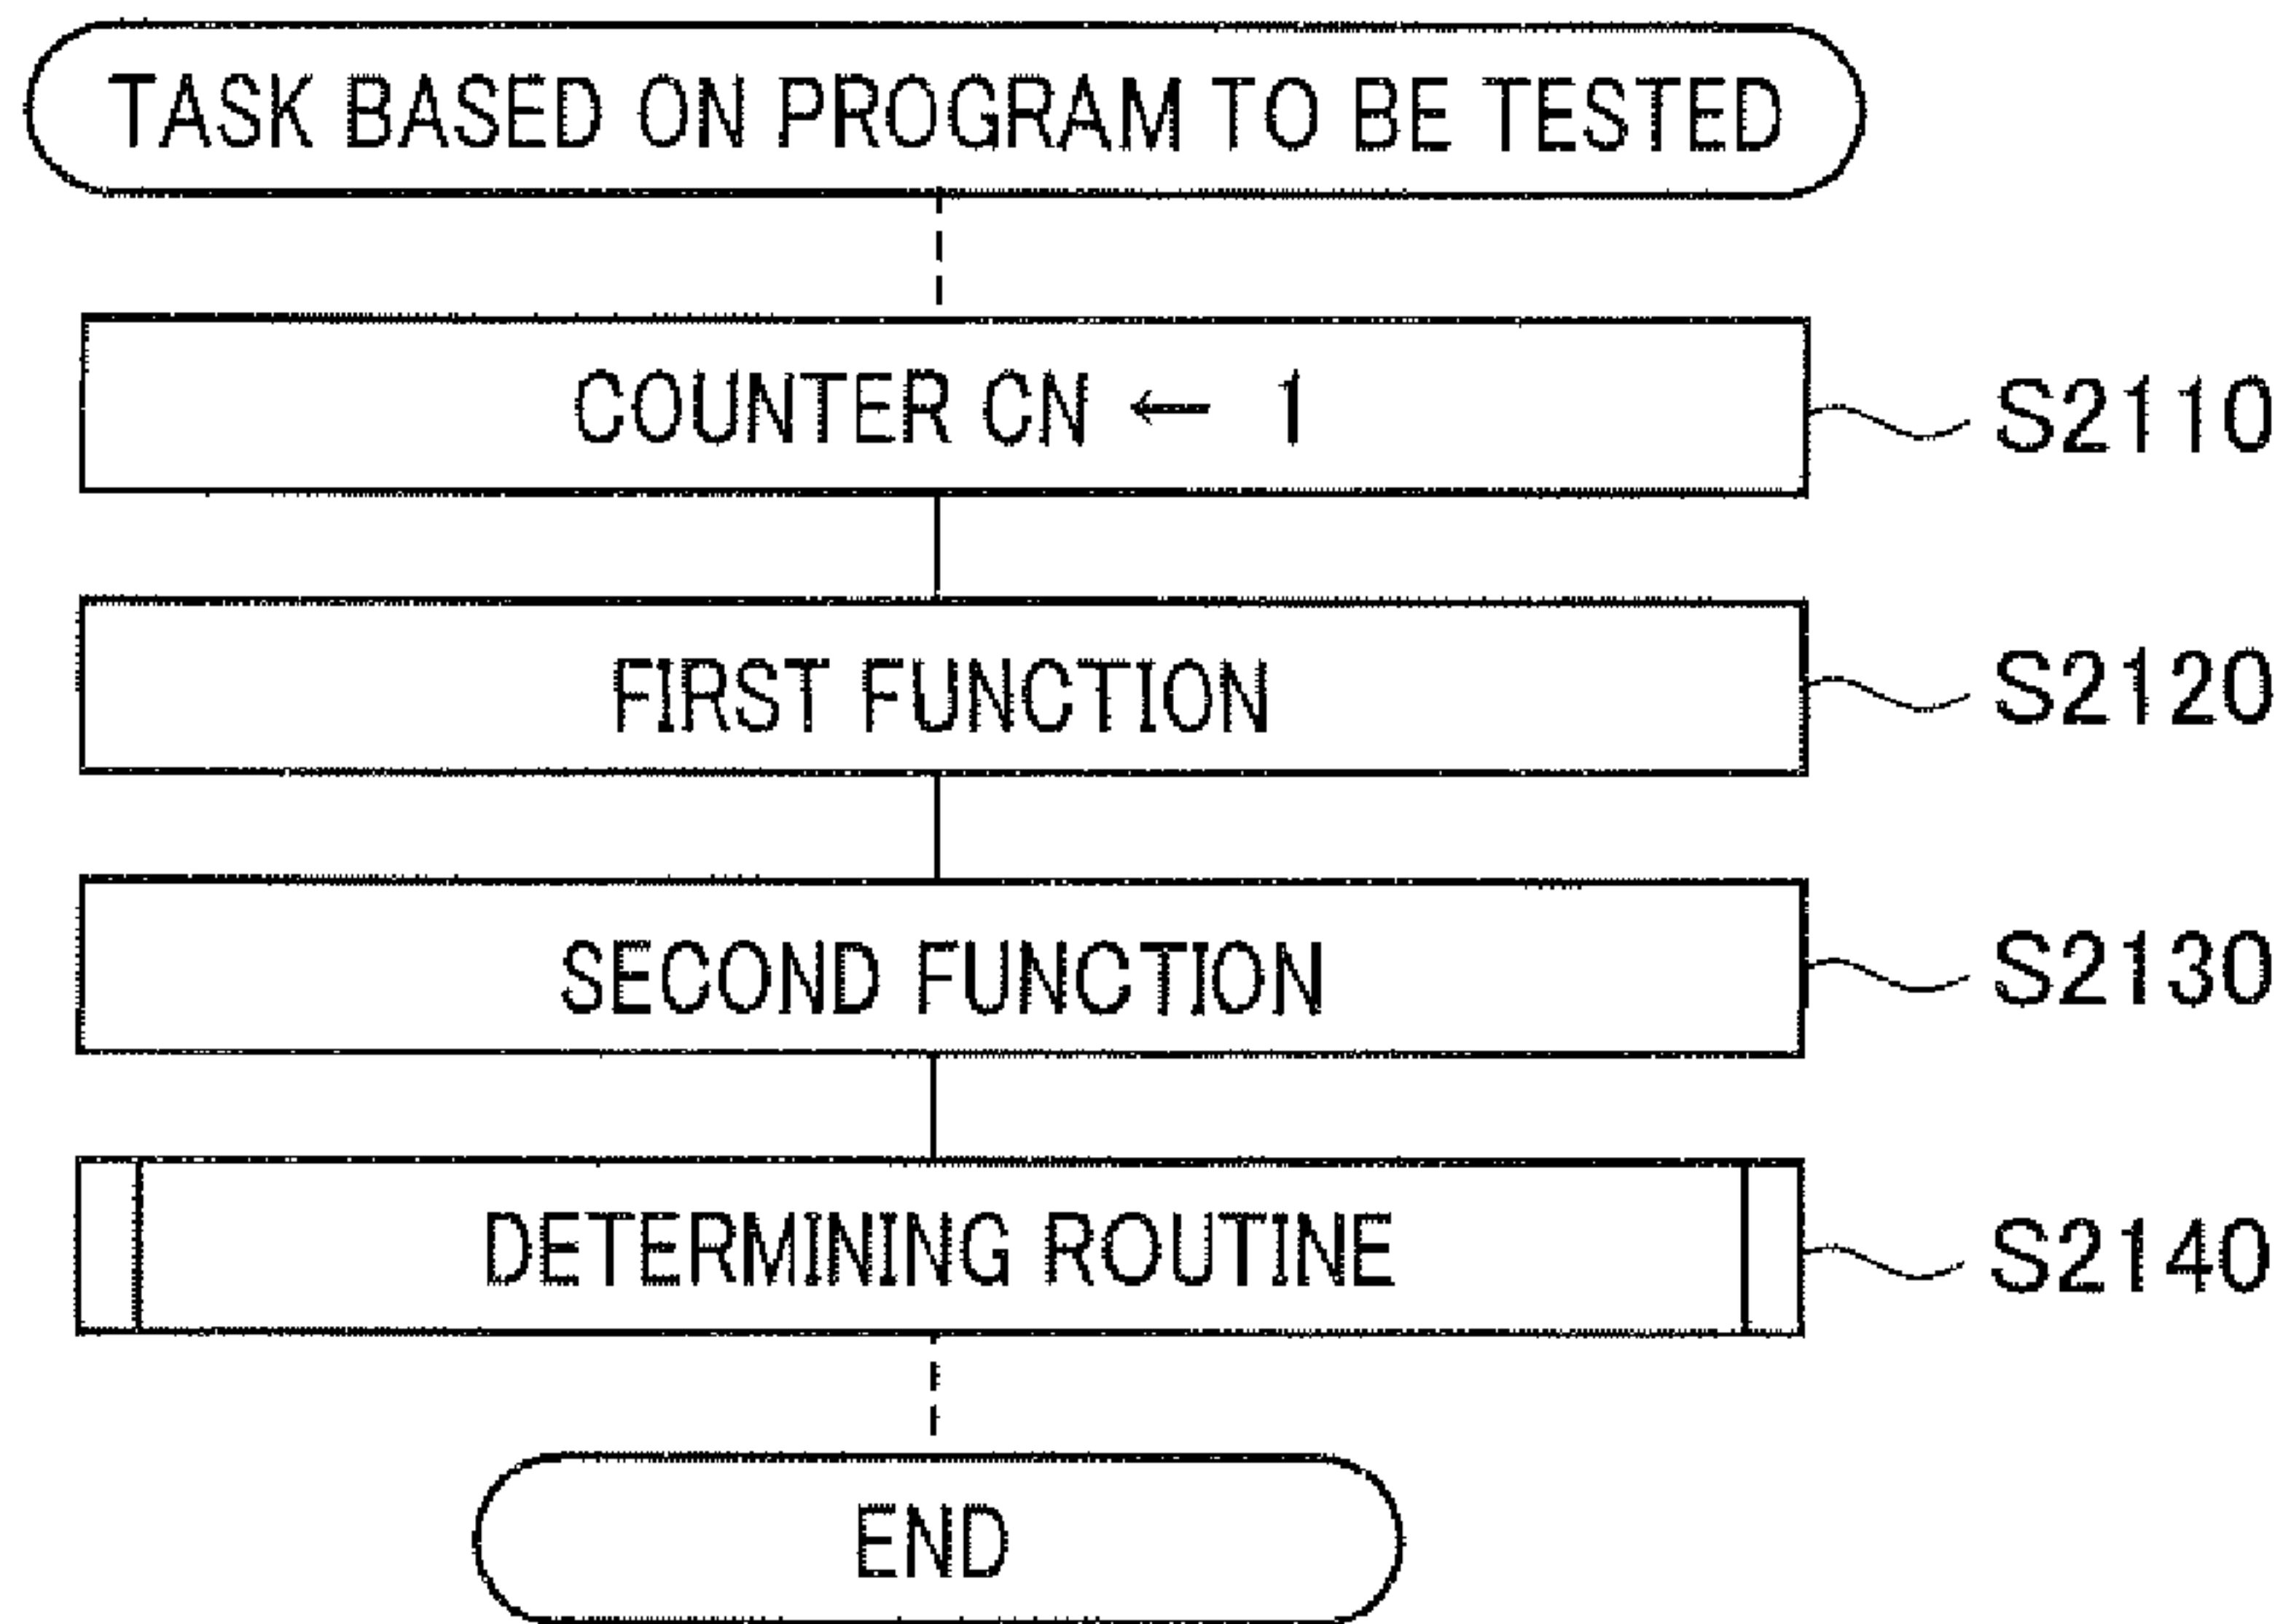 TASK BASED ON PROGRAM TO BE TESTED
COUNTER CN ← 1 S2110
FIRST FUNCTION S2120
SECOND FUNCTION S2130
DETERMINING ROUTINE S2140
END